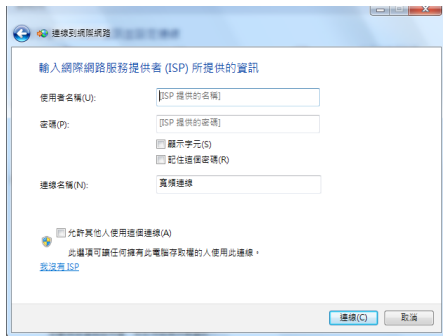 連線到網際網路
輸入網際網路服務提供者 (ISP) 所提供的資訊
使用者名稱(U):
[ISP 提供的名稱]
密碼(P):
[ISP 提供的密碼]
顯示字元(S)
記住這個密碼(R)
連線名稱(N):
寬頻連線
允許其他人使用這個連線(A)
此選項可讓任何擁有此電腦存取權的人使用此連線。
我沒有 ISP
連線(C)
取消